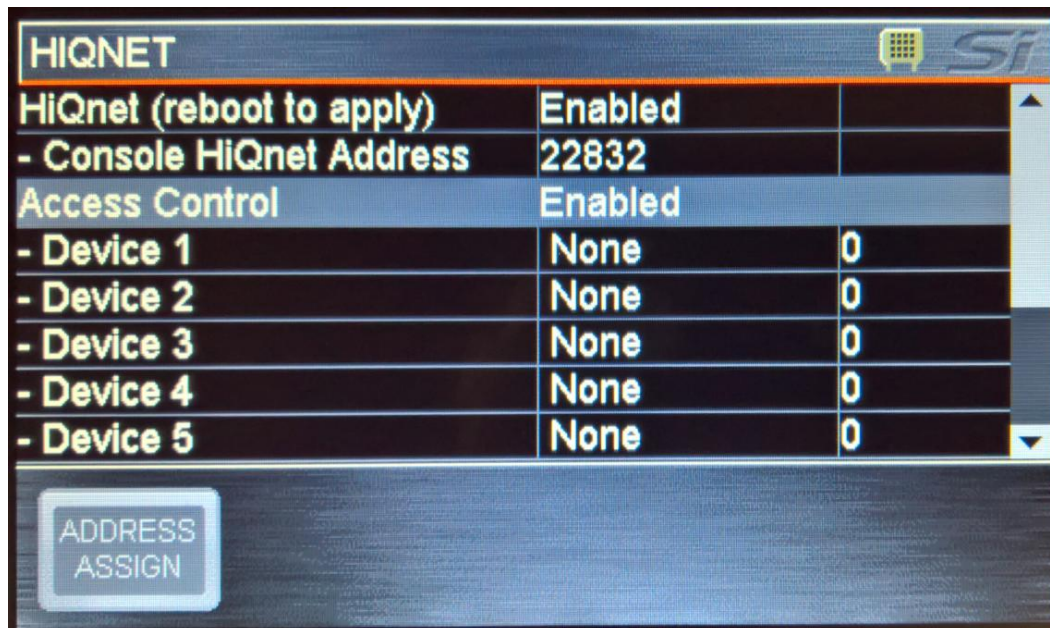 HIQNET Si
HiQnet (reboot to apply) Enabled
- Console HiQnet Address 22832
Access Control Enabled
- Device 1 None 0
- Device 2 None 0
- Device 3 None 0
- Device 4 None 0
- Device 5 None 0
ADDRESS
ASSIGN